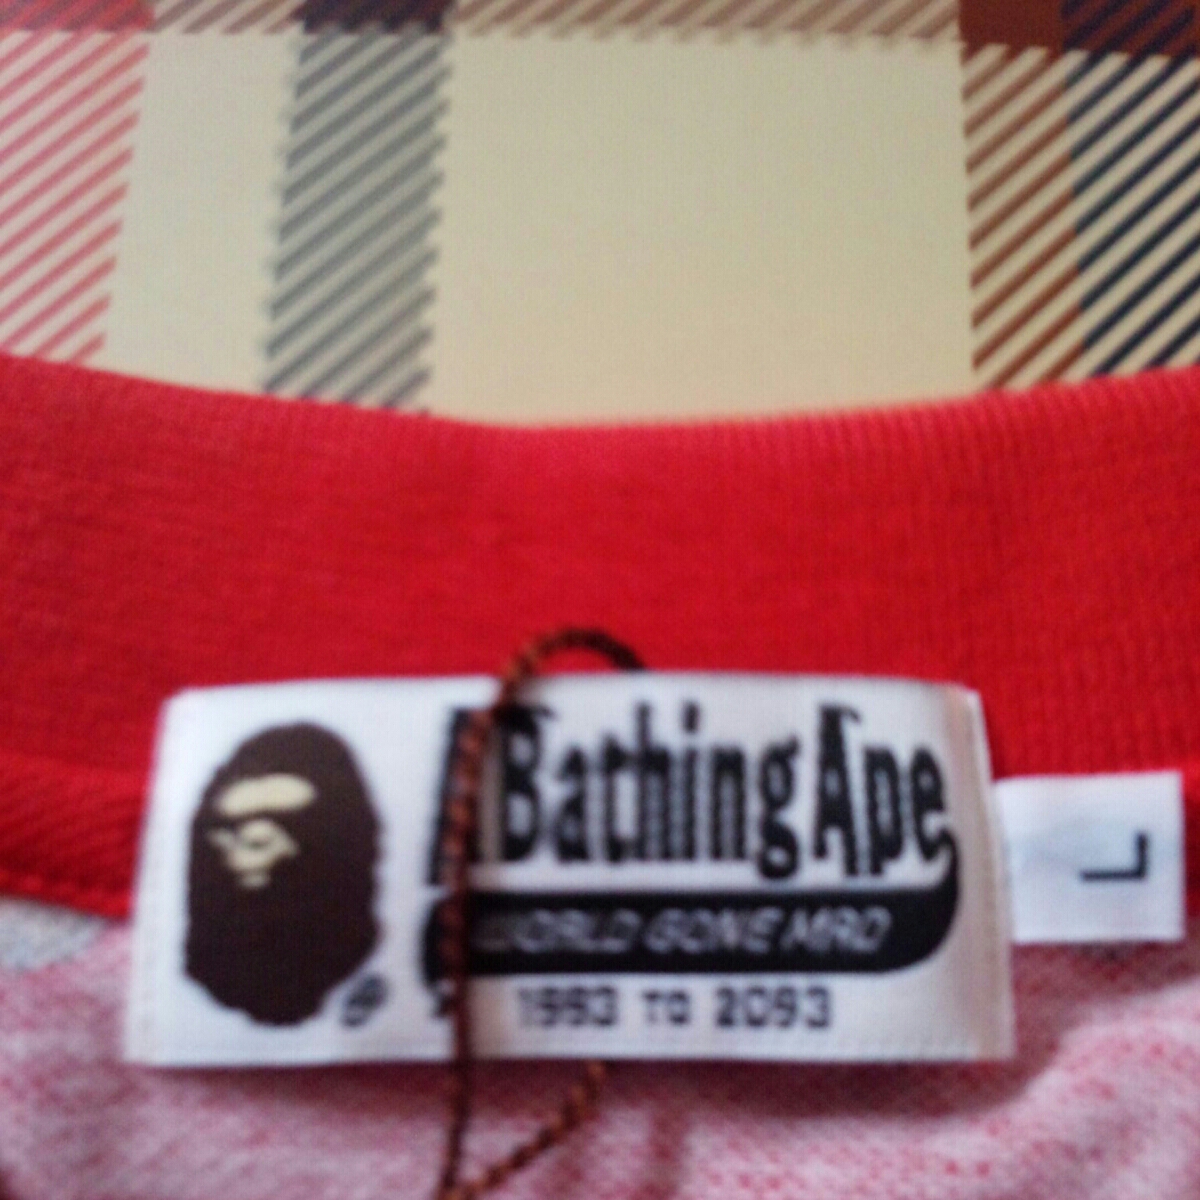 A Bathing Ape
WORLD GONE MAD
1993 TO 2093
L